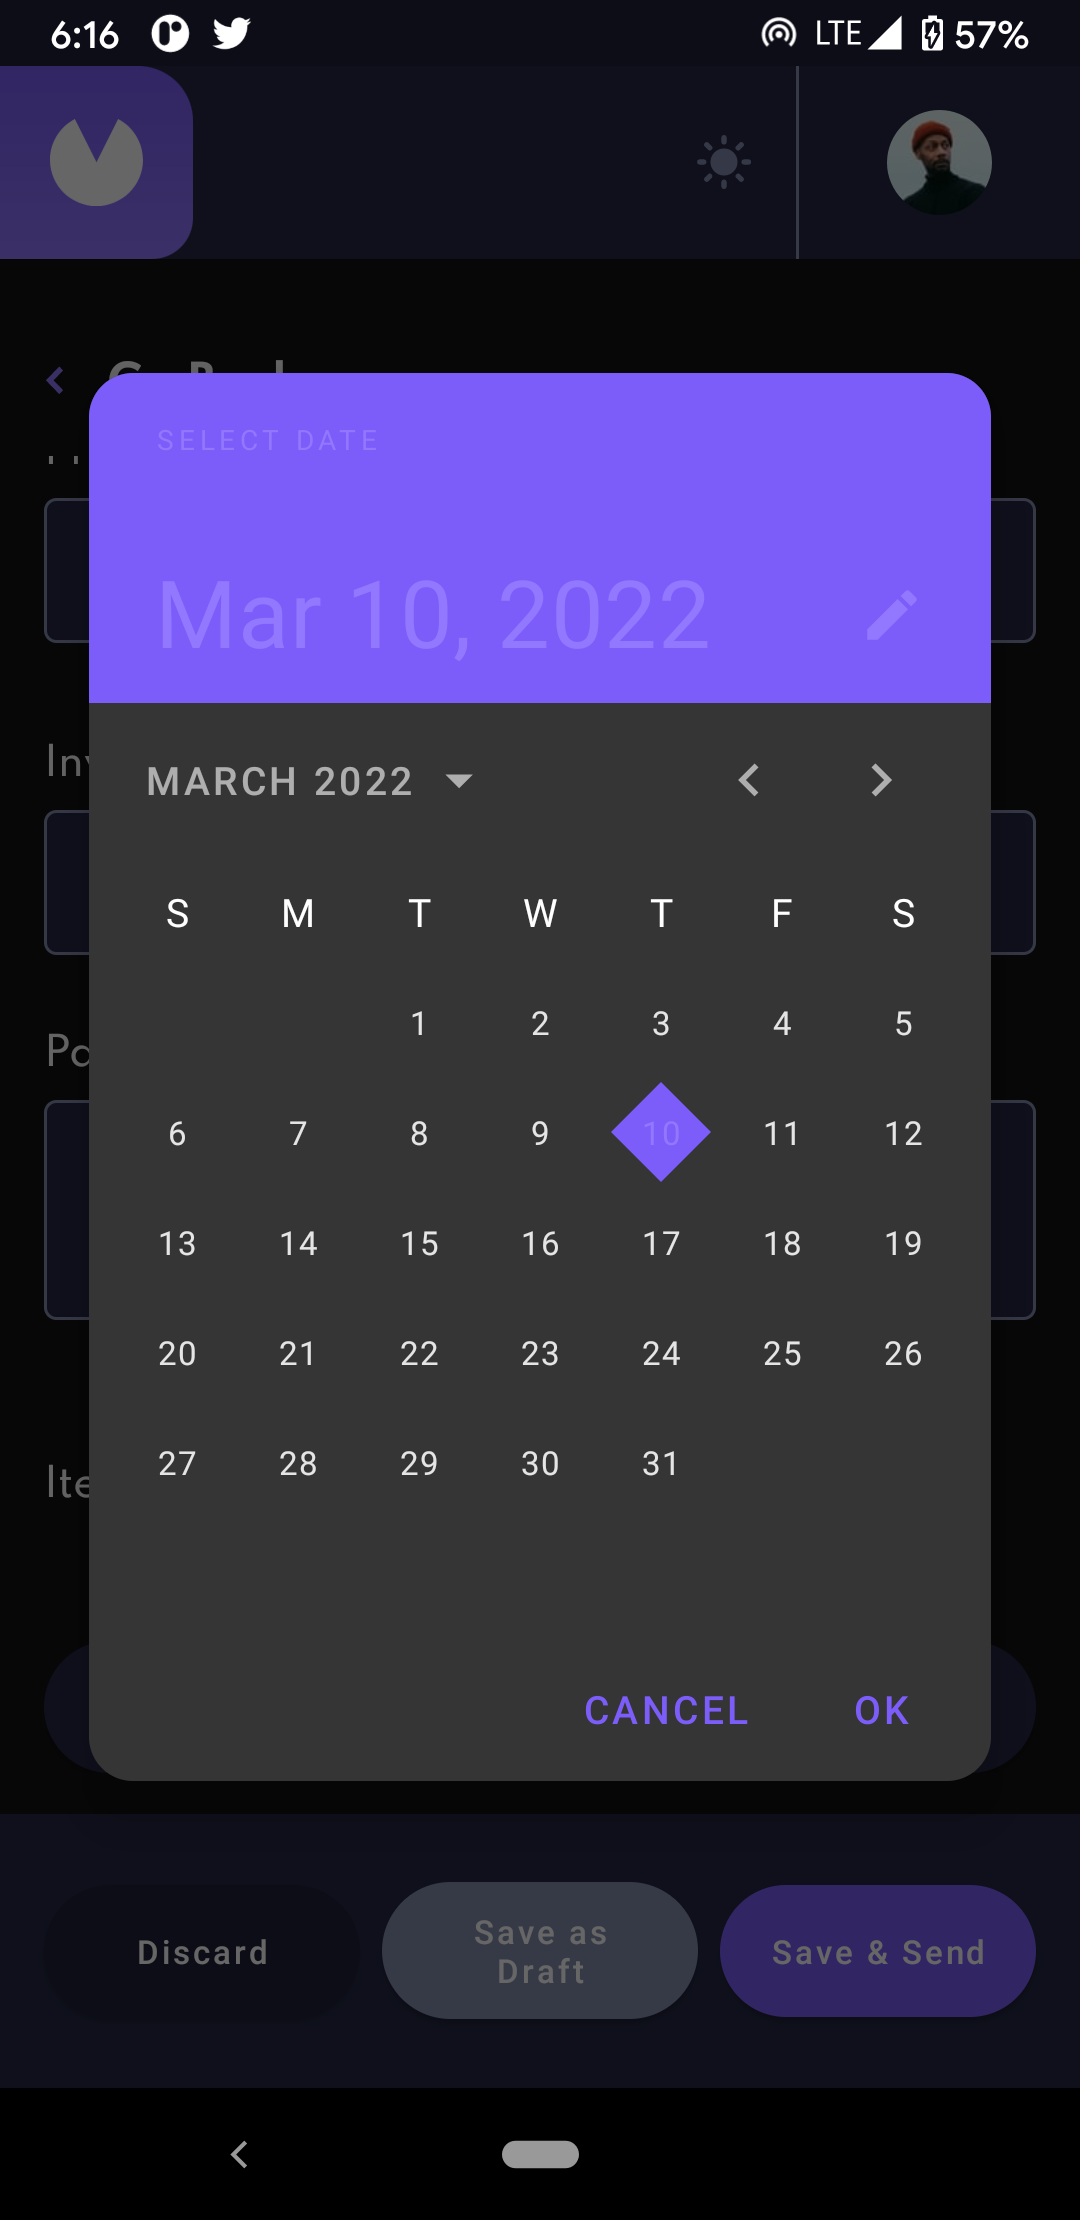 6:16 LTE 57%
SELECT DATE
Mar 10, 2022
MARCH 2022
S M T W T F S
1 2 3 4 5
6 7 8 9 10 11 12
13 14 15 16 17 18 19
20 21 22 23 24 25 26
27 28 29 30 31
CANCEL OK
Discard
Save as
Draft
Save & Send